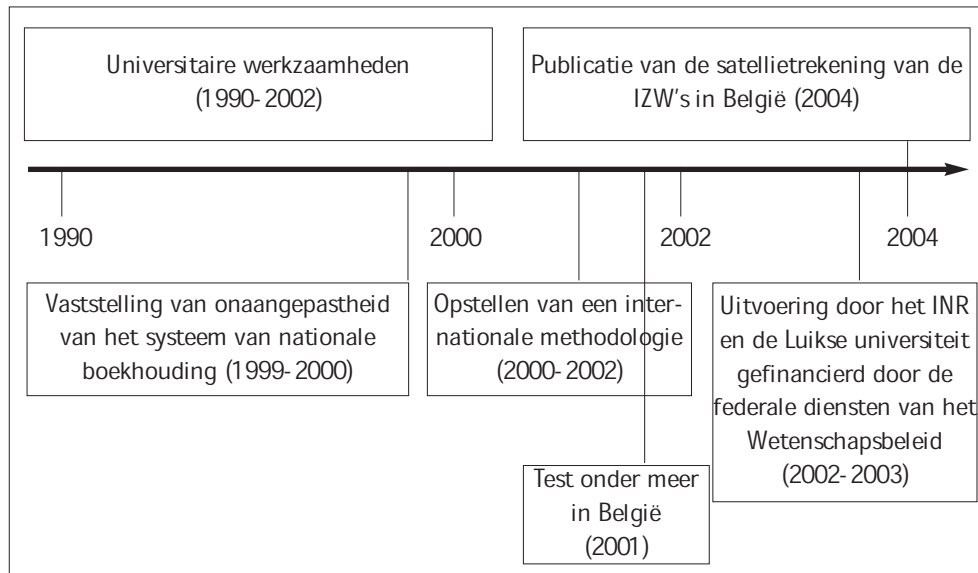 Universitaire werkzaamheden
(1990-2002)
Publicatie van de satellietrekening van de
IZW's in België (2004)
1990
2000
2002
2004
Vaststelling van onaangepastheid
van het systeem van nationale
boekhouding (1999-2000)
Opstellen van een inter-
nationale methodologie
(2000-2002)
Uitvoering door het INR
en de Luikse universiteit
gefinancierd door de
federale diensten van het
Wetenschapsbeleid
(2002-2003)
Test onder meer
in België
(2001)